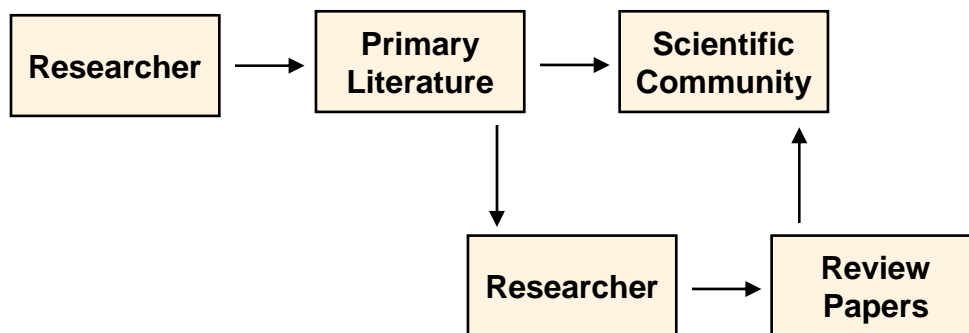 Researcher
Primary
Literature
Scientific
Community
Researcher
Review
Papers